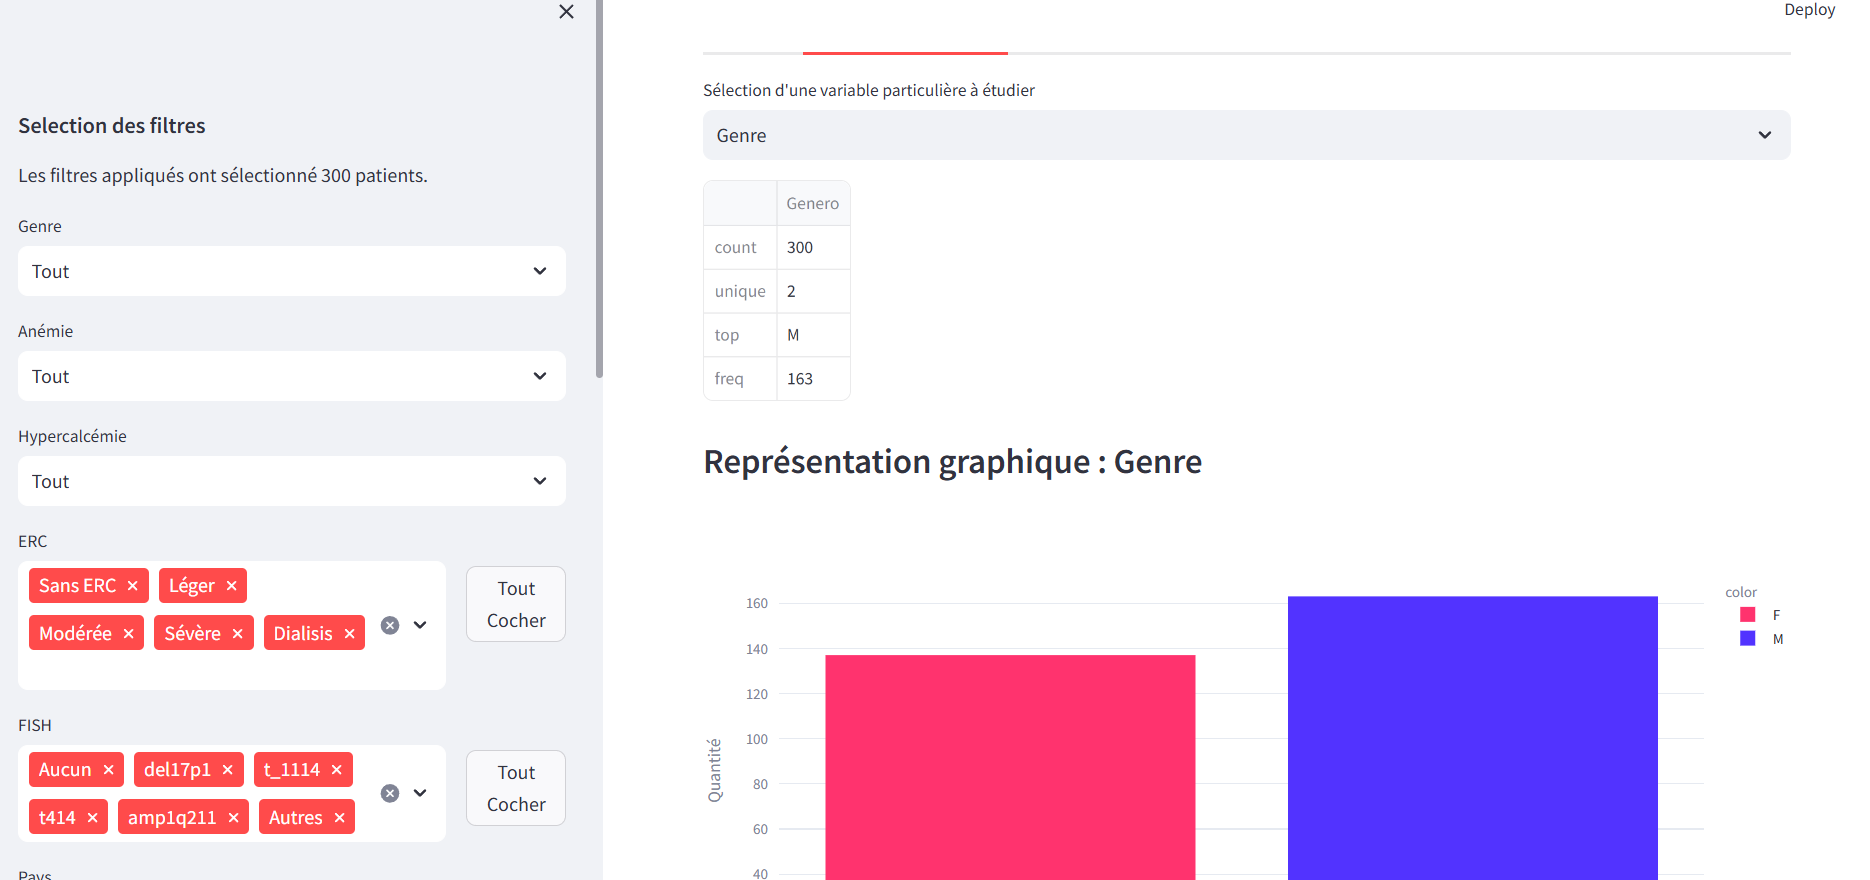 Deploy
Selection des filtres
Les filtres appliqués ont sélectionné 300 patients.
Genre
Tout
Anémie
Tout
Hypercalcémie
Tout
ERC
Sans ERC
Léger
Modérée
Sévère
Dialisis
Tout
Cocher
FISH
Aucun
del17p1
t_1114
t414
amp1q211
Autres
Tout
Cocher
Pays
Sélection d'une variable particulière à étudier
Genre
Genero
count 300
unique 2
top M
freq 163
Représentation graphique : Genre
160
140
120
100
80
60
40
Quantité
color
F
M